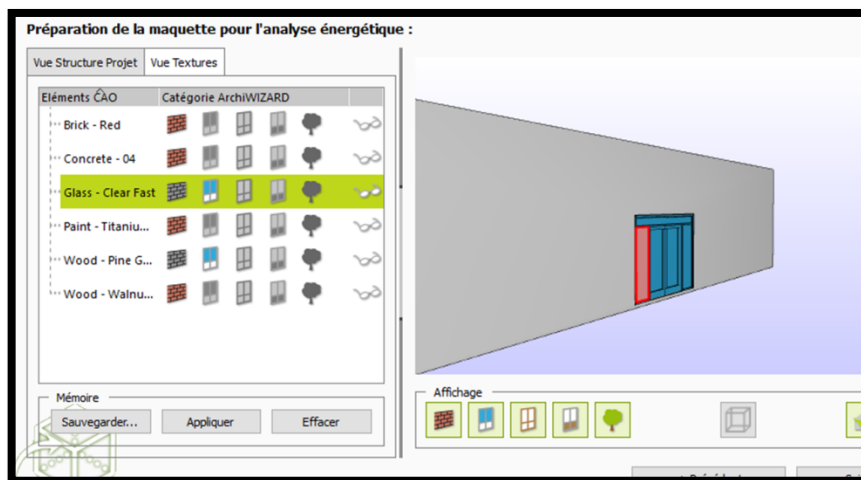 Préparation de la maquette pour l'analyse énergétique :
Vue Structure Projet Vue Textures
Eléments CAO Catégorie ArchiWIZARD
Brick - Red
Concrete - 04
Glass - Clear Fast
Paint - Titaniu...
Wood - Pine G...
Wood - Walnu...
Mémoire
Sauvegarder... Appliquer Effacer
Affichage